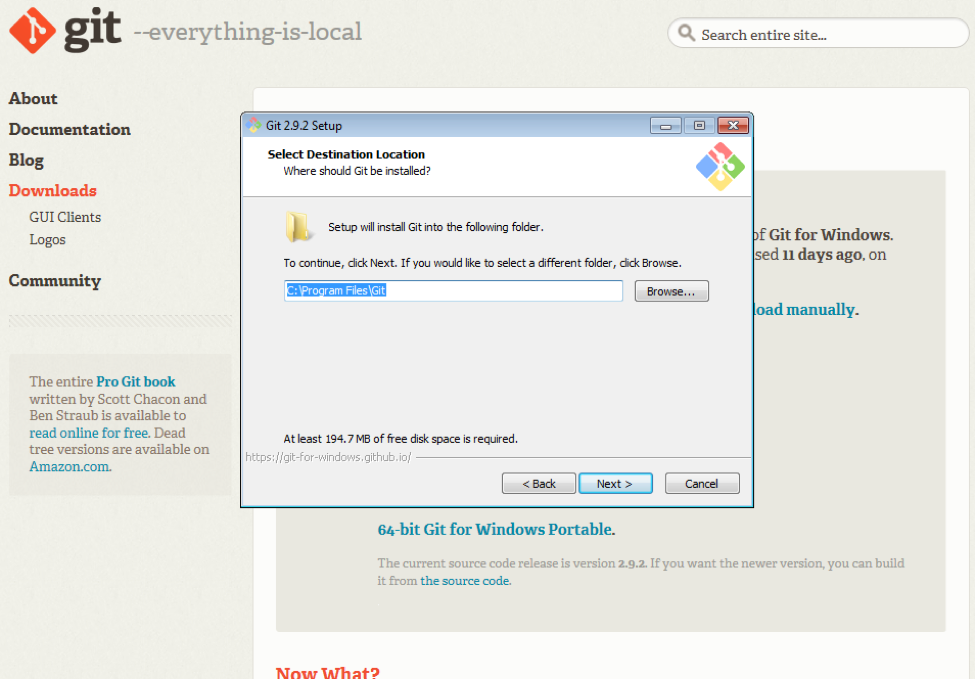 git --everything-is-local
Search entire site...
About
Documentation
Blog
Downloads
GUI Clients
Logos
Community
The entire Pro Git book
written by Scott Chacon and
Ben Straub is available to
read online for free. Dead
tree versions are available on
Amazon.com.
Git 2.9.2 Setup
Select Destination Location
Where should Git be installed?
Setup will install Git into the following folder.
To continue, click Next. If you would like to select a different folder, click Browse.
C:\Program Files\Git
Browse...
At least 194.7 MB of free disk space is required.
https://git-for-windows.github.io/
< Back
Next >
Cancel
of Git for Windows.
sed 11 days ago, on
load manually.
64-bit Git for Windows Portable.
The current source code release is version 2.9.2. If you want the newer version, you can build
it from the source code.
Now What?